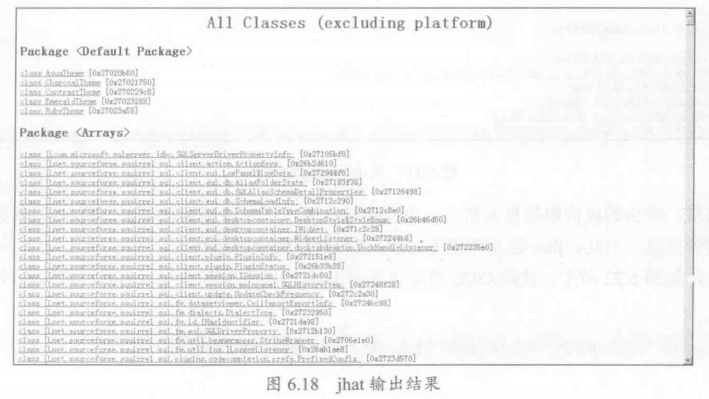 All Classes (excluding platform)
Package <Default Package>
class AquaTheme [0x27020b60]
class CharcoalTheme [0x27021750]
class ContrastTheme [0x270229c8]
class EmeraldTheme [0x27023288]
class RubyTheme [0x27023a58]
Package <Arrays>
class [Lcom.microsoft.sqlserver.jdbc.SQLServerDriverPropertyInfo; [0x27105bf0]
class [Lnet.sourceforge.squirrel_sql.client.action.ActionKeys; [0x26b2d610]
class [Lnet.sourceforge.squirrel_sql.client.gui. [0x272944f0]
class [Lnet.sourceforge.squirrel_sql.client.gui.db.AliasFolderState; [0x27183f38]
class [Lnet.sourceforge.squirrel_sql.client.gui.db.SQLAliasSchemaDetailProperties; [0x27126498]
class [Lnet.sourceforge.squirrel_sql.client.gui.db.SchemaLoadInfo; [0x2712c290]
class [Lnet.sourceforge.squirrel_sql.client.gui.db.SchemaTableTypeCombination; [0x2712c8e0]
class [Lnet.sourceforge.squirrel_sql.client.gui.desktopcontainer.DesktopStyle$StyleEnum; [0x26b46d50]
class [Lnet.sourceforge.squirrel_sql.client.gui.desktopcontainer.IWidget; [0x271c2c28]
class [Lnet.sourceforge.squirrel_sql.client.gui.desktopcontainer.WidgetListener; [0x272244b8]
class [Lnet.sourceforge.squirrel_sql.client.gui.desktopcontainer.docktabdesktop.DockHandleListener; [0x272235e0]
class [Lnet.sourceforge.squirrel_sql.client.plugin.PluginInfo; [0x272151e8]
class [Lnet.sourceforge.squirrel_sql.client.plugin.PluginStatus; [0x26b33b28]
class [Lnet.sourceforge.squirrel_sql.client.session.ISession; [0x271dc560]
class [Lnet.sourceforge.squirrel_sql.client.session.mainpanel.SQLHistoryItem; [0x27248f28]
class [Lnet.sourceforge.squirrel_sql.client.update.UpdateCheckFrequency; [0x272c2a30]
class [Lnet.sourceforge.squirrel_sql.fw.datasetviewer.CellImportExportInfo; [0x2724bc98]
class [Lnet.sourceforge.squirrel_sql.fw.dialects.DialectType; [0x27232950]
class [Lnet.sourceforge.squirrel_sql.fw.id.IHasIdentifier; [0x2721da98]
class [Lnet.sourceforge.squirrel_sql.fw.sql.SQLDriverProperty; [0x2712b130]
class [Lnet.sourceforge.squirrel_sql.fw.util.beanwrapper.StringWrapper; [0x2706e1e0]
class [Lnet.sourceforge.squirrel_sql.fw.util.log.ILoggerListener; [0x26ab1ae8]
class [Lnet.sourceforge.squirrel_sql.plugins.codecompletion.prefs.PrefixedConfig; [0x2723d570]
图 6.18 jhat 输出结果